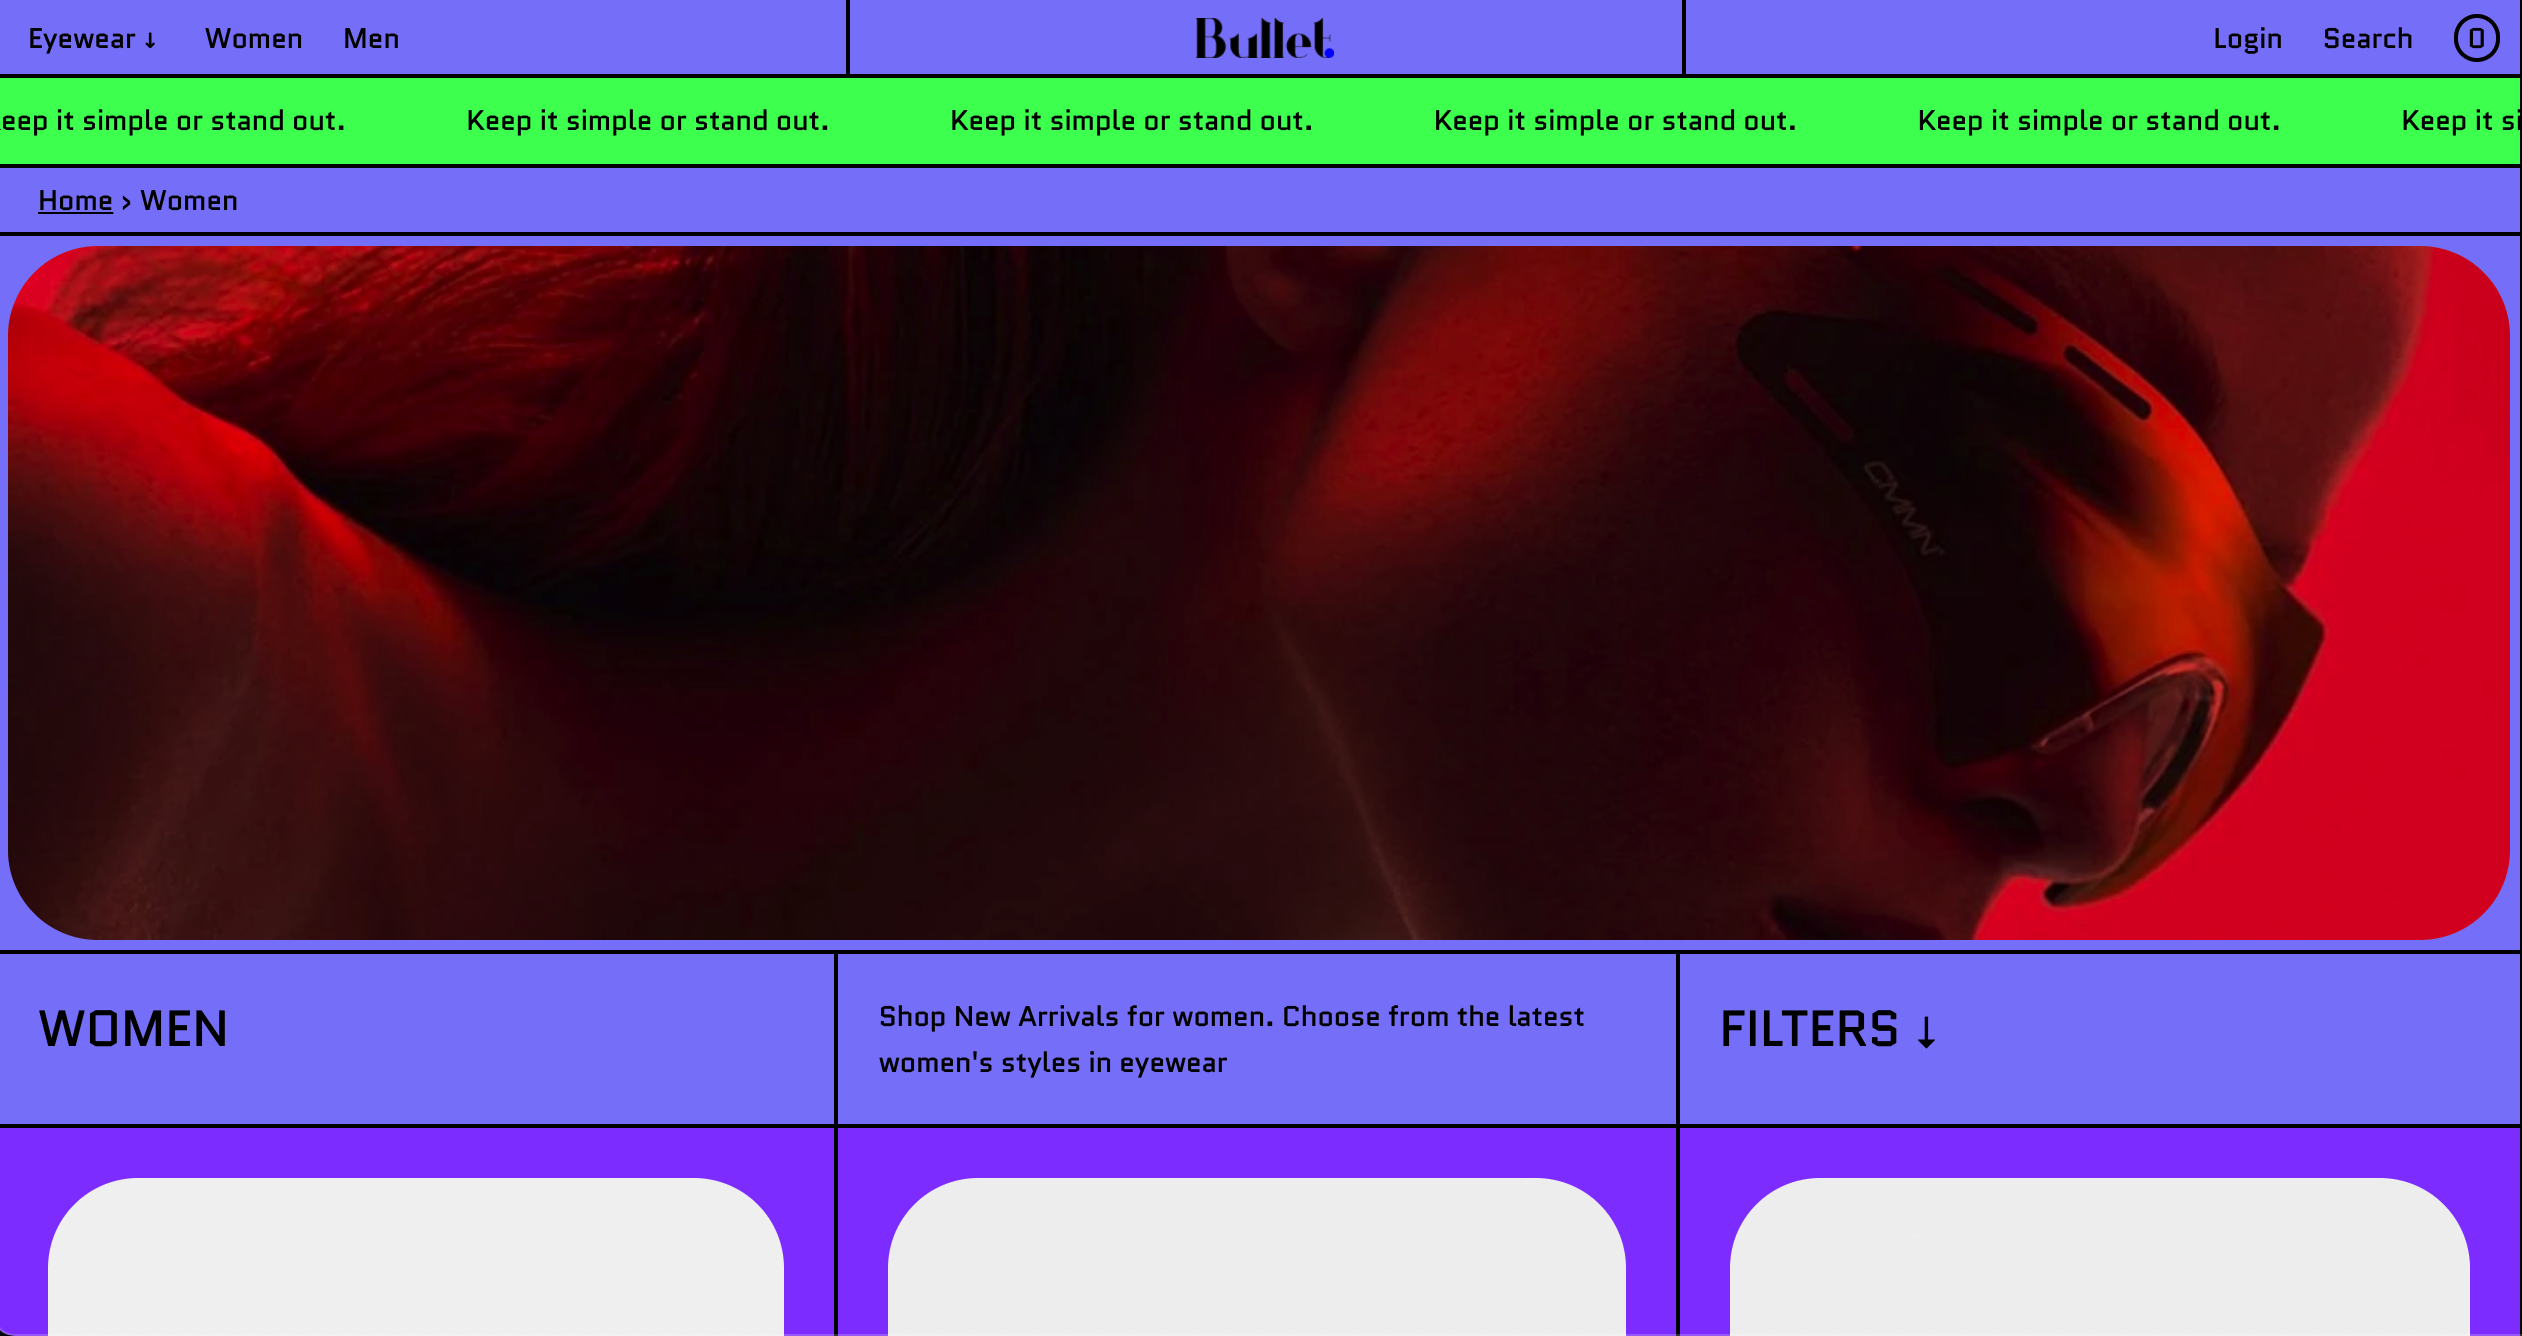 Eyewear ↓ Women Men
Bullet.
Login Search 0
eep it simple or stand out. Keep it simple or stand out. Keep it simple or stand out. Keep it simple or stand out. Keep it simple or stand out. Keep it si
Home › Women
CMMN
WOMEN
Shop New Arrivals for women. Choose from the latest
women's styles in eyewear
FILTERS ↓